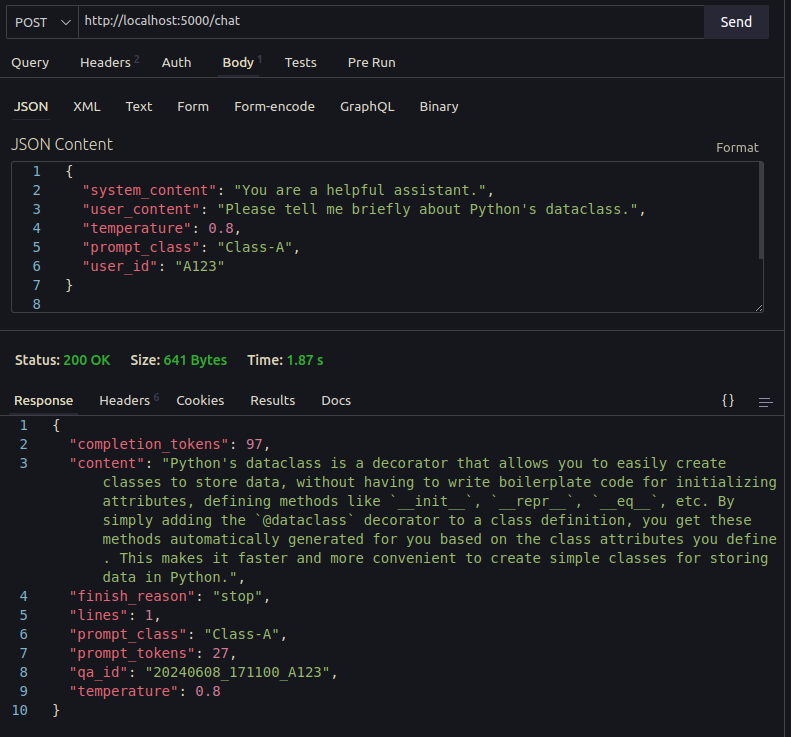 POST http://localhost:5000/chat Send
Query Headers 2 Auth Body 1 Tests Pre Run
JSON XML Text Form Form-encode GraphQL Binary
JSON Content Format
1 {
2 "system_content": "You are a helpful assistant.",
3 "user_content": "Please tell me briefly about Python's dataclass.",
4 "temperature": 0.8,
5 "prompt_class": "Class-A",
6 "user_id": "A123"
7 }
8
Status: 200 OK Size: 641 Bytes Time: 1.87 s
Response Headers 6 Cookies Results Docs {}
1 {
2 "completion_tokens": 97,
3 "content": "Python's dataclass is a decorator that allows you to easily create
classes to store data, without having to write boilerplate code for initializing
attributes, defining methods like `__init__`, `__repr__`, `__eq__`, etc. By
simply adding the `@dataclass` decorator to a class definition, you get these
methods automatically generated for you based on the class attributes you define
. This makes it faster and more convenient to create simple classes for storing
data in Python.",
4 "finish_reason": "stop",
5 "lines": 1,
6 "prompt_class": "Class-A",
7 "prompt_tokens": 27,
8 "qa_id": "20240608_171100_A123",
9 "temperature": 0.8
10 }